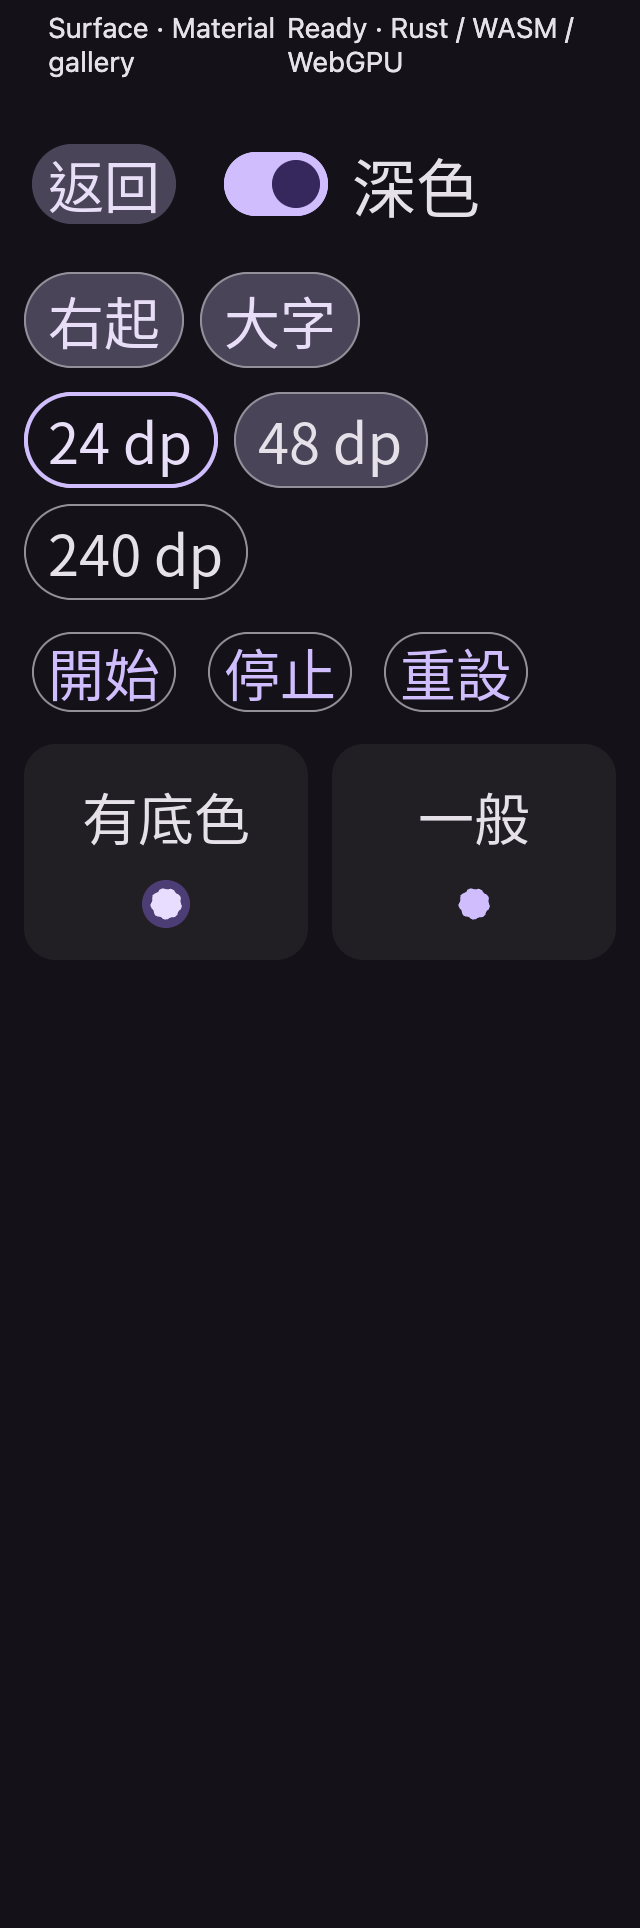 Surface · Material gallery
Ready · Rust / WASM / WebGPU
返回
深色
右起
大字
24 dp
48 dp
240 dp
開始
停止
重設
有底色
一般